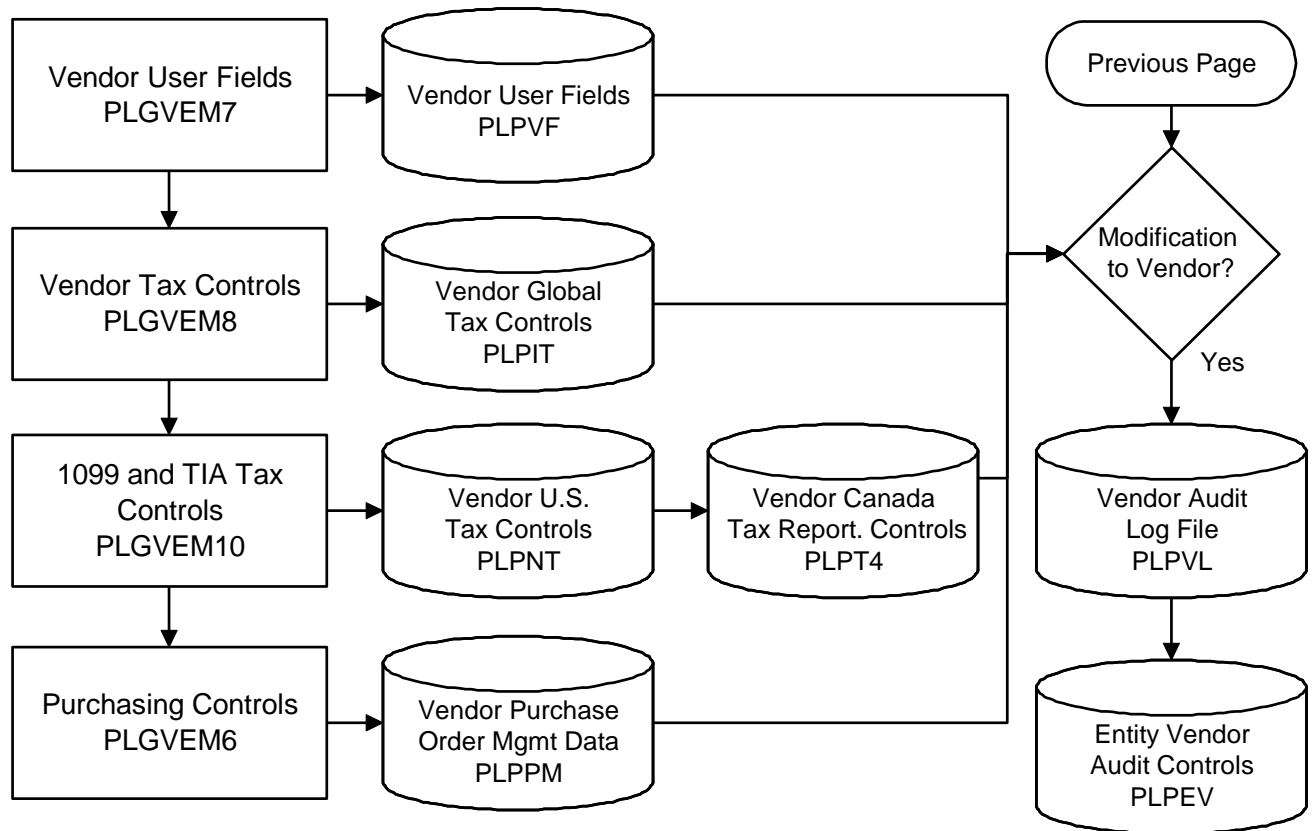 Vendor User Fields
PLGVEM7
Vendor User Fields
PLPVF
Previous Page
Vendor Tax Controls
PLGVEM8
Vendor Global
Tax Controls
PLPIT
Modification
to Vendor?
Yes
1099 and TIA Tax
Controls
PLGVEM10
Vendor U.S.
Tax Controls
PLPNT
Vendor Canada
Tax Report. Controls
PLPT4
Vendor Audit
Log File
PLPVL
Purchasing Controls
PLGVEM6
Vendor Purchase
Order Mgmt Data
PLPPM
Entity Vendor
Audit Controls
PLPEV